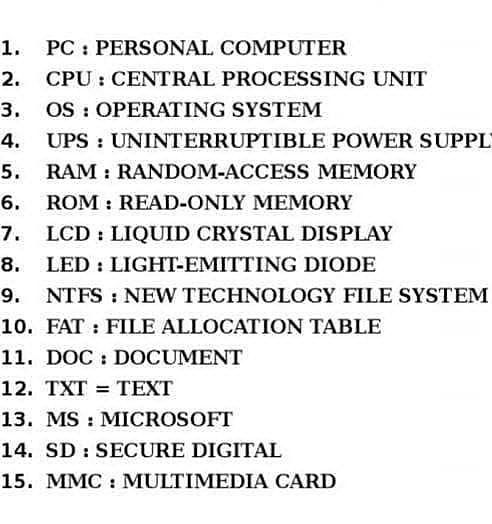 1. PC : PERSONAL COMPUTER
2. CPU : CENTRAL PROCESSING UNIT
3. OS : OPERATING SYSTEM
4. UPS : UNINTERRUPTIBLE POWER SUPPLY
5. RAM : RANDOM-ACCESS MEMORY
6. ROM : READ-ONLY MEMORY
7. LCD : LIQUID CRYSTAL DISPLAY
8. LED : LIGHT-EMITTING DIODE
9. NTFS : NEW TECHNOLOGY FILE SYSTEM
10. FAT : FILE ALLOCATION TABLE
11. DOC : DOCUMENT
12. TXT = TEXT
13. MS : MICROSOFT
14. SD : SECURE DIGITAL
15. MMC : MULTIMEDIA CARD